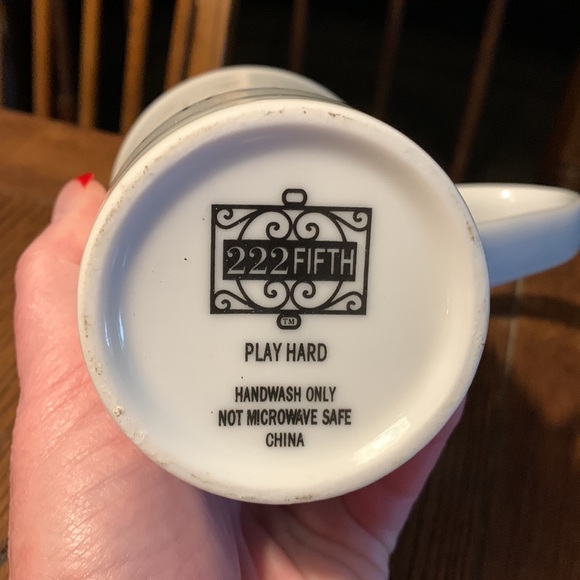 222 FIFTH
TM
PLAY HARD
HANDWASH ONLY
NOT MICROWAVE SAFE
CHINA